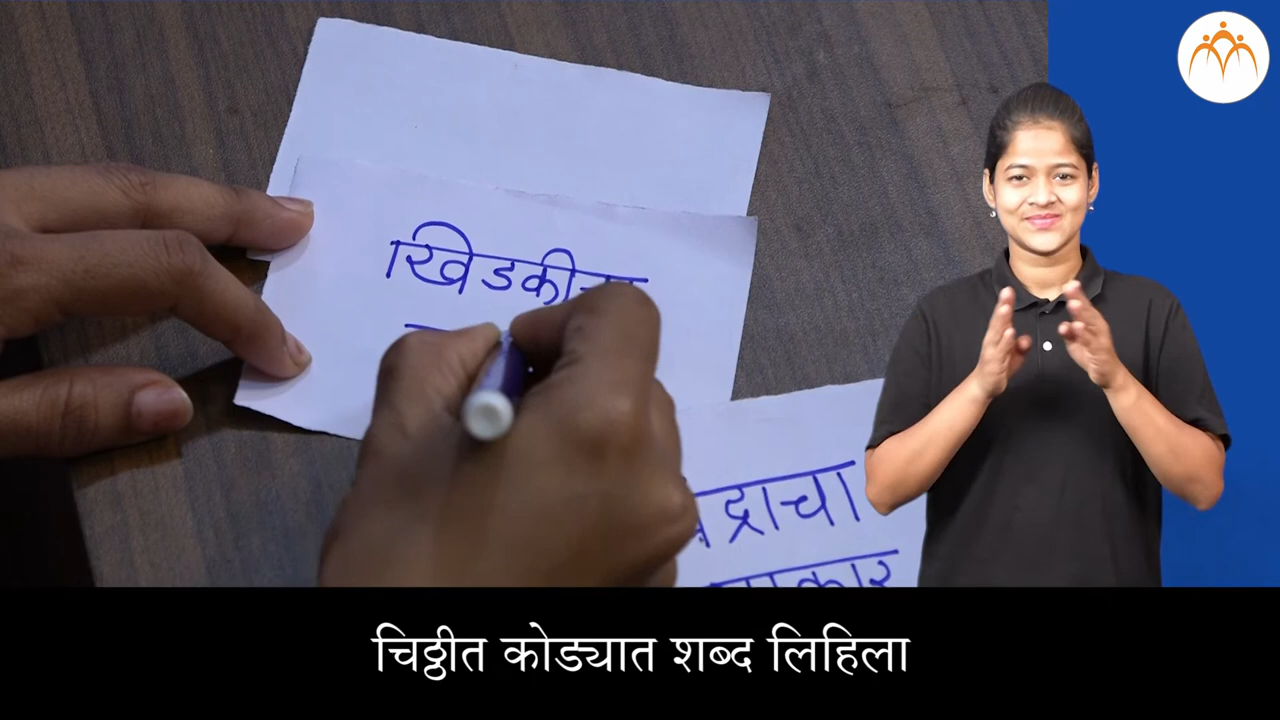 खिडकीचा
द्राचा
कार
चिठ्ठीत कोड्यात शब्द लिहिला